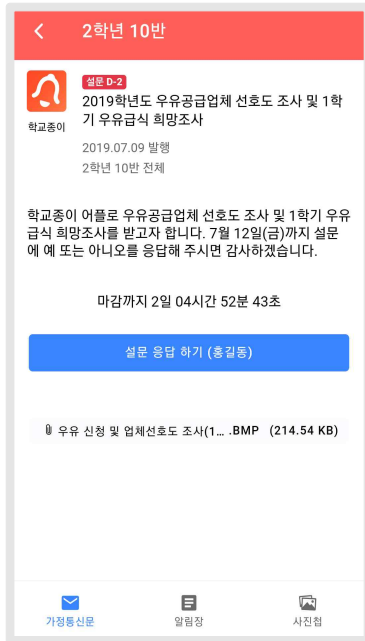 2학년 10반
설문 D-2
2019학년도 우유공급업체 선호도 조사 및 1학
기 우유급식 희망조사
학교종이
2019.07.09 발행
2학년 10반 전체
학교종이 어플로 우유공급업체 선호도 조사 및 1학기 우유
급식 희망조사를 받고자 합니다. 7월 12일(금)까지 설문
에 예 또는 아니오를 응답해 주시면 감사하겠습니다.
마감까지 2일 04시간 52분 43초
설문 응답 하기 (홍길동)
우유 신청 및 업체선호도 조사(1… .BMP (214.54 KB)
가정통신문 알림장 사진첩